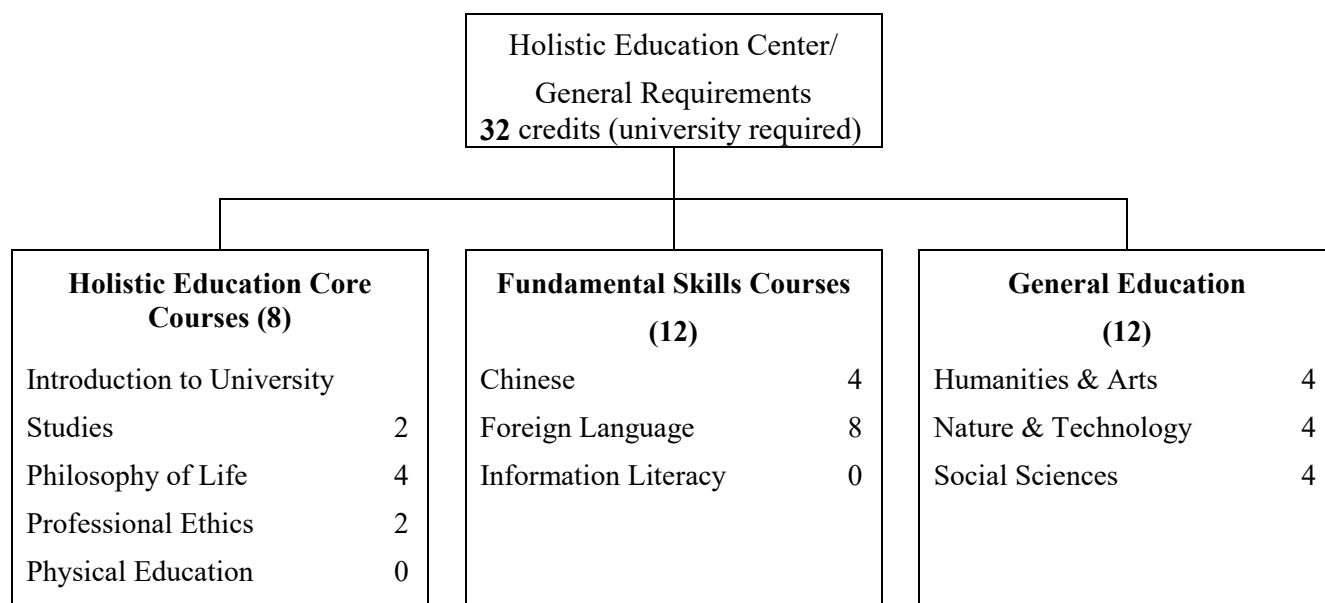 Holistic Education Center/
General Requirements
32 credits (university required)
Holistic Education Core
Courses (8)
Introduction to University
Studies 2
Philosophy of Life 4
Professional Ethics 2
Physical Education 0
Fundamental Skills Courses
(12)
Chinese 4
Foreign Language 8
Information Literacy 0
General Education
(12)
Humanities & Arts 4
Nature & Technology 4
Social Sciences 4